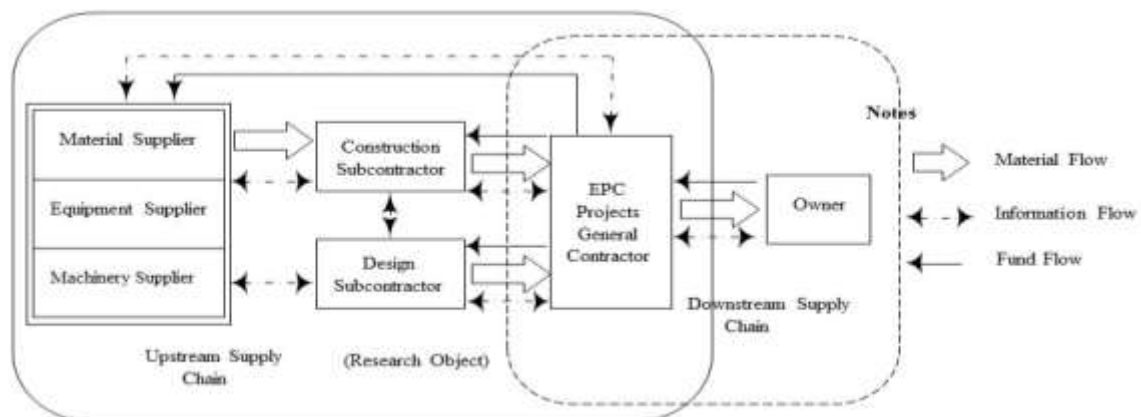 Material Supplier
Equipment Supplier
Machinery Supplier
Construction
Subcontractor
Design
Subcontractor
EPC
Projects
General
Contractor
Owner
Upstream Supply
Chain
(Research Object)
Downstream Supply
Chain
Notes
Material Flow
Information Flow
Fund Flow